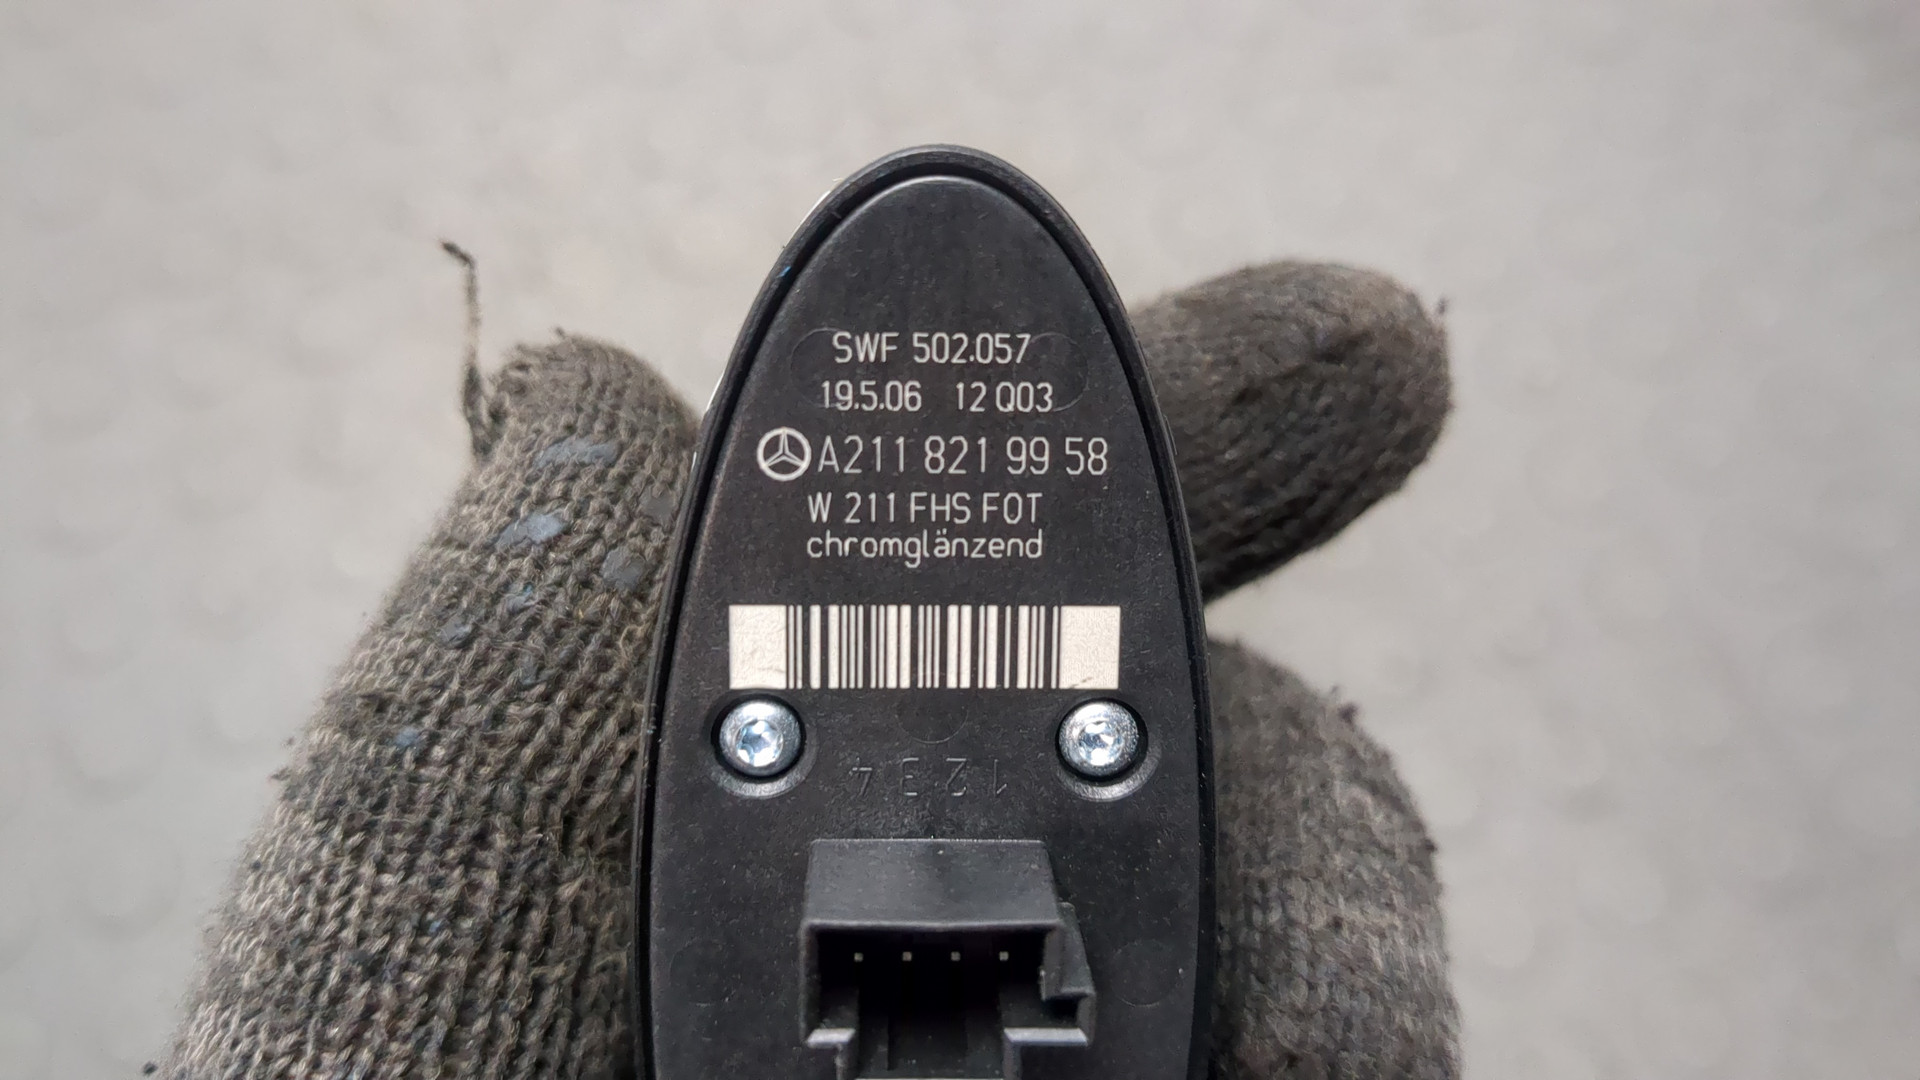 SWF 502.057
19.5.06 12 Q03
A211 821 99 58
W 211 FHS FOT
chromglänzend
1 2 3 4